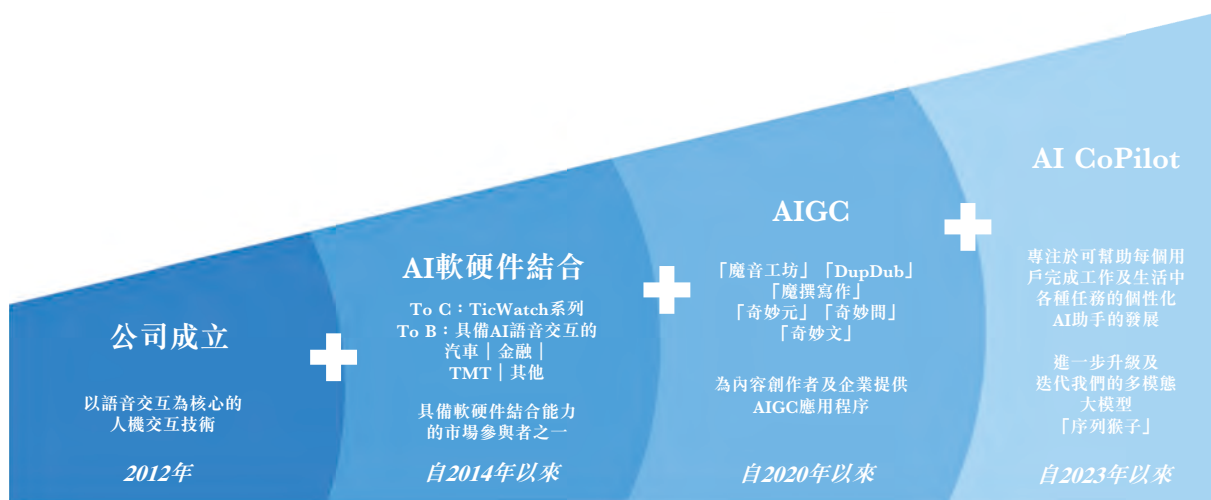 公司成立
以語音交互為核心的
人機交互技術
2012年
AI軟硬件結合
To C：TicWatch系列
To B：具備AI語音交互的
汽車｜金融｜
TMT｜其他
具備軟硬件結合能力
的市場參與者之一
自2014年以來
AIGC
「魔音工坊」「DupDub」
「魔撰寫作」
「奇妙元」「奇妙問」
「奇妙文」
為內容創作者及企業提供
AIGC應用程序
自2020年以來
AI CoPilot
專注於可幫助每個用
戶完成工作及生活中
各種任務的個性化
AI助手的發展
進一步升級及
迭代我們的多模態
大模型
「序列猴子」
自2023年以來